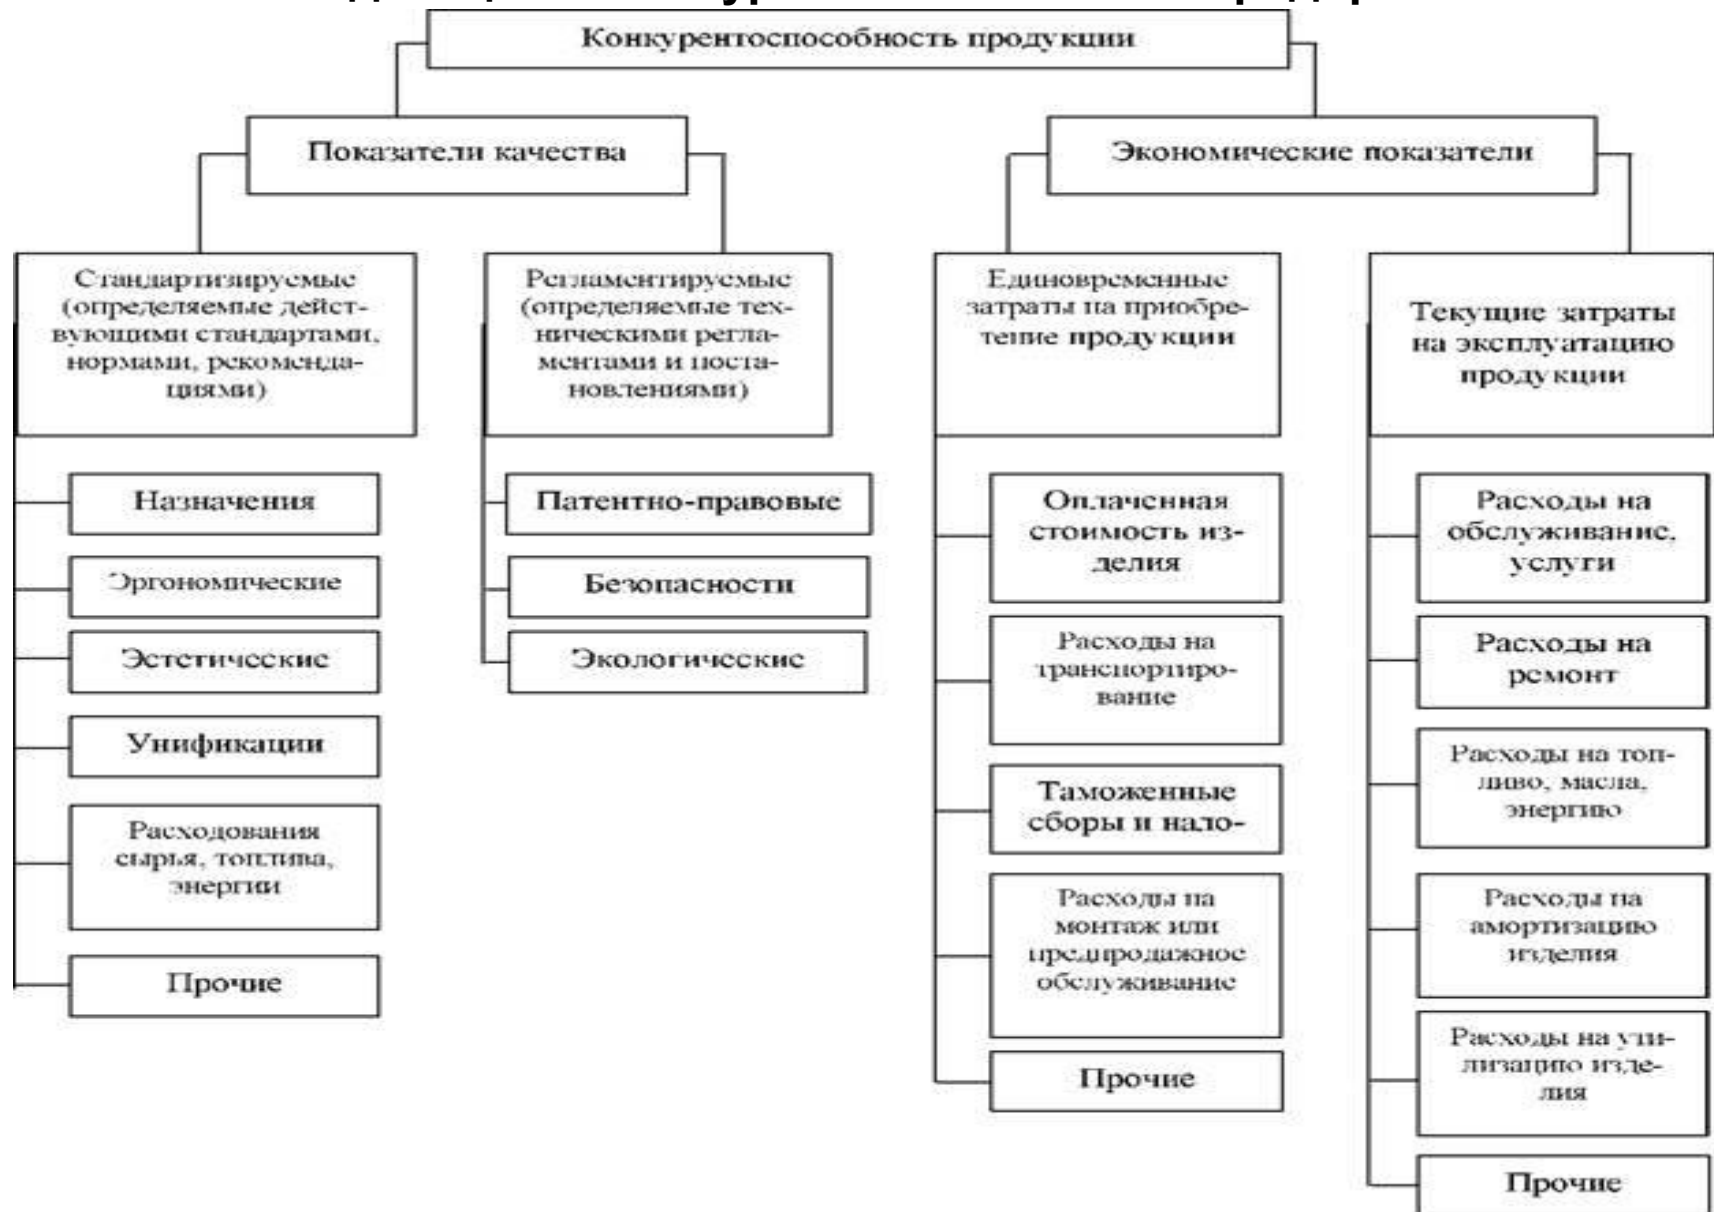 Конкурентоспособность продукции
Показатели качества
Экономические показатели
Стандартизируемые
(определяемые дейст-
вующими стандартами,
нормами, рекоменда-
циями)
Регламентируемые
(определяемые тех-
ническими регла-
ментами и поста-
новлениями)
Единовременные
затраты на приобре-
тение продукции
Текущие затраты
на эксплуатацию
продукции
Назначения
Эргономические
Эстетические
Унификации
Расходования
сырья, топлива,
энергии
Прочие
Патентно-правовые
Безопасности
Экологические
Оплаченная
стоимость из-
делия
Расходы на
транспортиро-
вание
Таможенные
сборы и нало-
Расходы на
монтаж или
предпродажное
обслуживание
Прочие
Расходы на
обслуживание,
услуги
Расходы на
ремонт
Расходы на топ-
ливо, масла,
энергию
Расходы на
амортизацию
изделия
Расходы на ути-
лизацию изде-
лия
Прочие